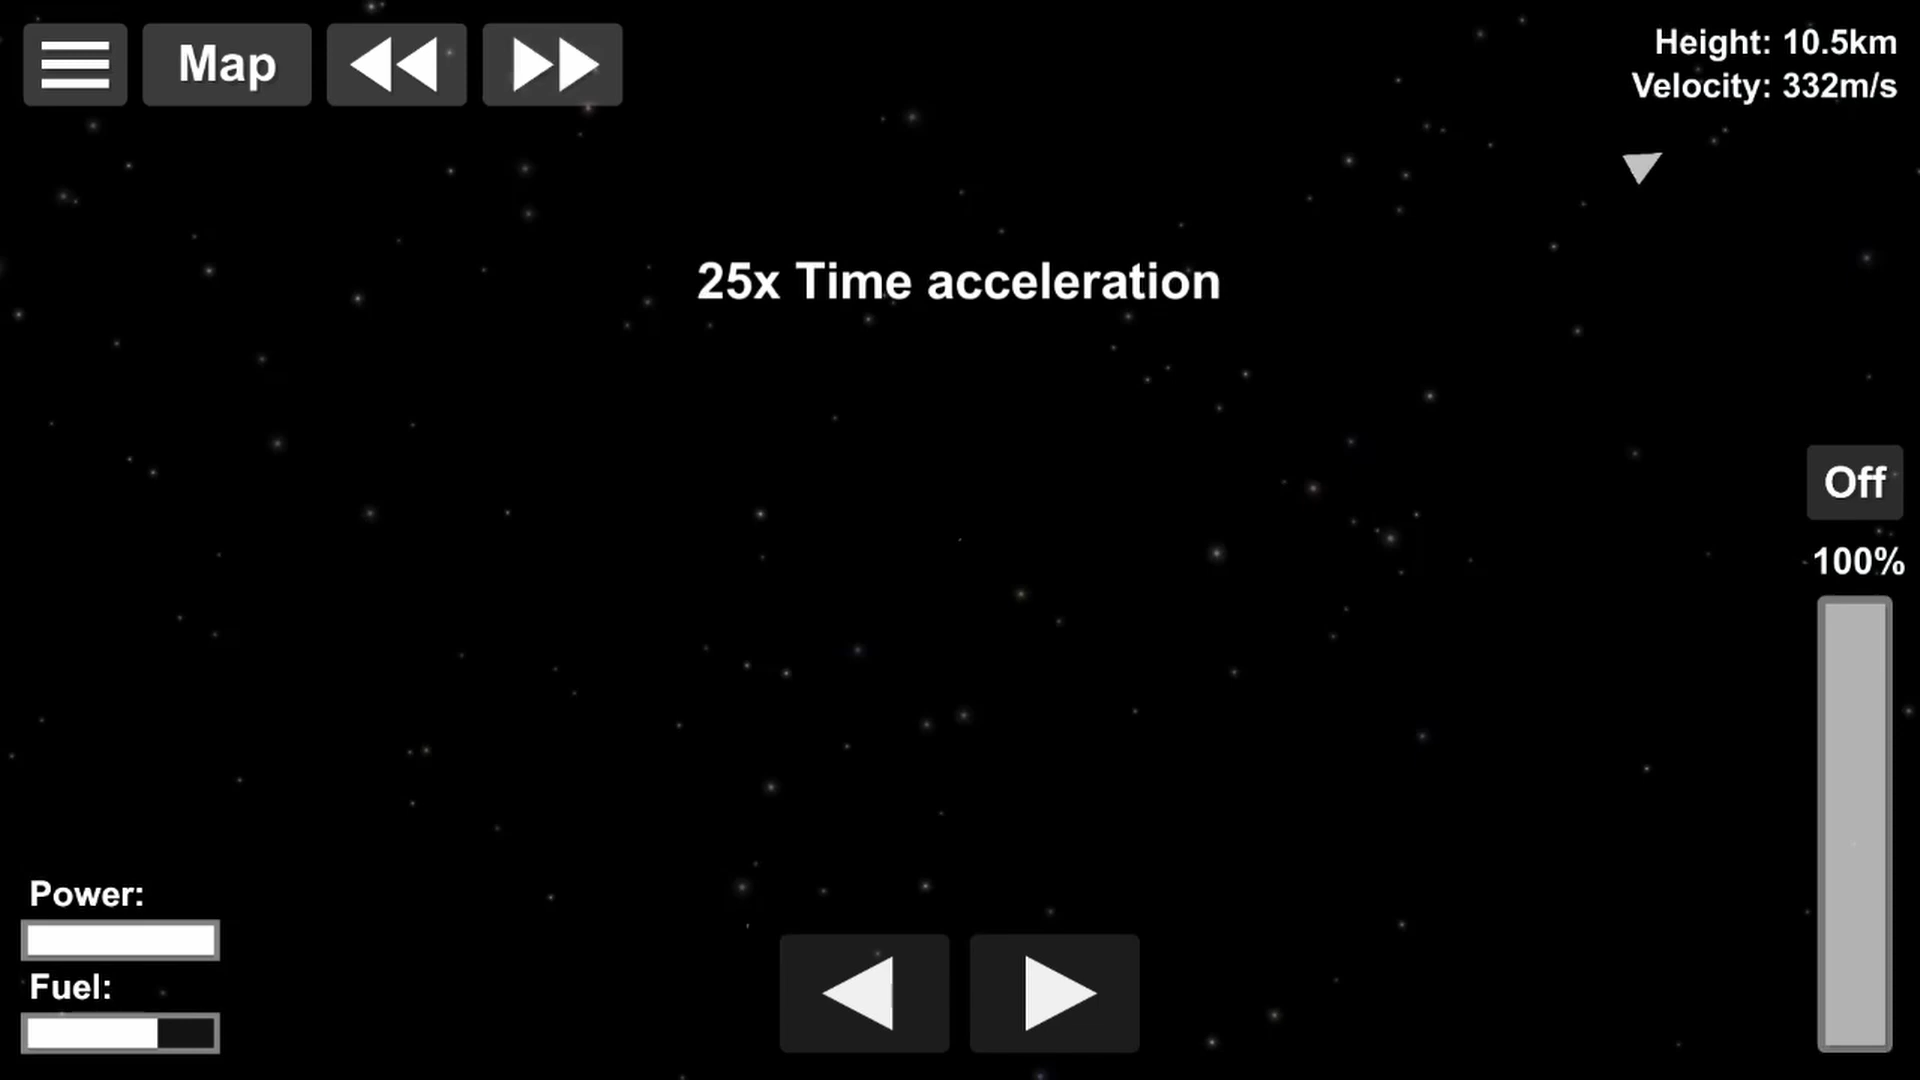 Map
Height: 10.5km
Velocity: 332m/s
25x Time acceleration
Off
100%
Power:
Fuel: